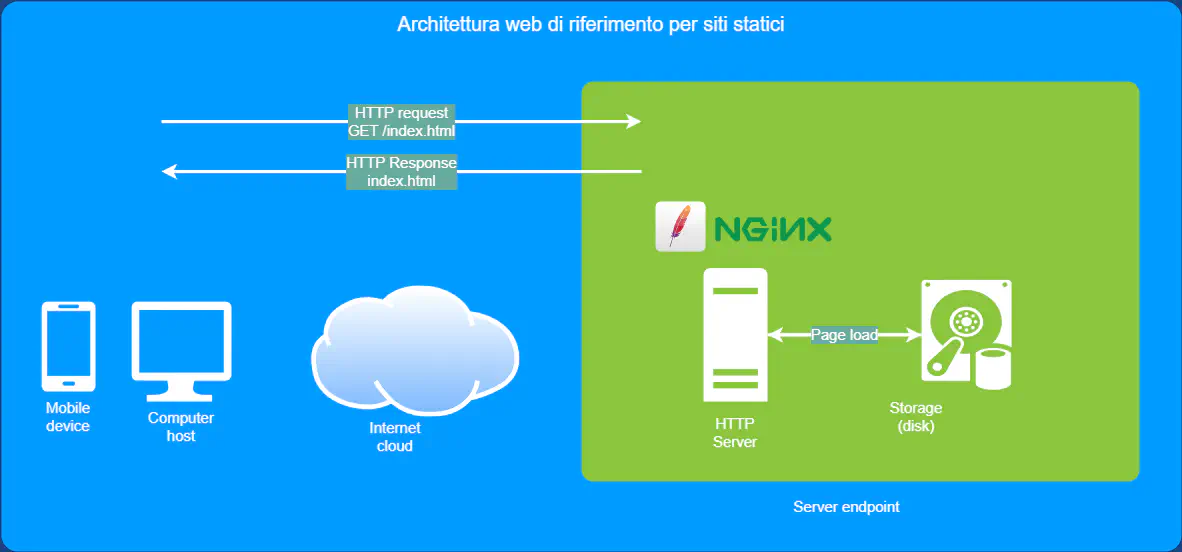 Architettura web di riferimento per siti statici
HTTP request
GET /index.html
HTTP Response
index.html
NGINX
Page load
Mobile
device
Computer
host
Internet
cloud
HTTP
Server
Storage
(disk)
Server endpoint